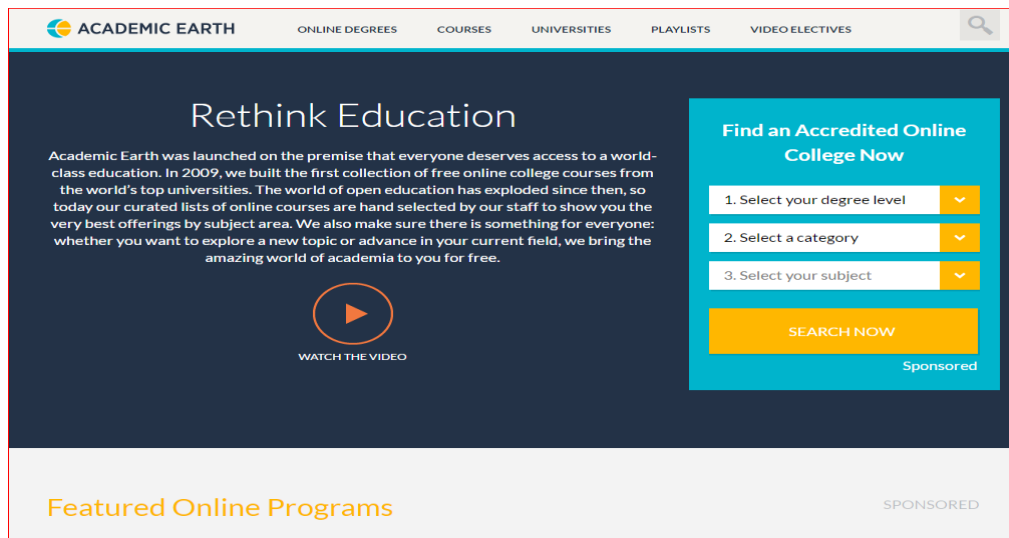 ACADEMIC EARTH
ONLINE DEGREES
COURSES
UNIVERSITIES
PLAYLISTS
VIDEO ELECTIVES
Rethink Education
Academic Earth was launched on the premise that everyone deserves access to a world-
class education. In 2009, we built the first collection of free online college courses from
the world's top universities. The world of open education has exploded since then, so
today our curated lists of online courses are hand selected by our staff to show you the
very best offerings by subject area. We also make sure there is something for everyone:
whether you want to explore a new topic or advance in your current field, we bring the
amazing world of academia to you for free.
WATCH THE VIDEO
Find an Accredited Online
College Now
1. Select your degree level
2. Select a category
3. Select your subject
SEARCH NOW
Sponsored
Featured Online Programs
SPONSORED